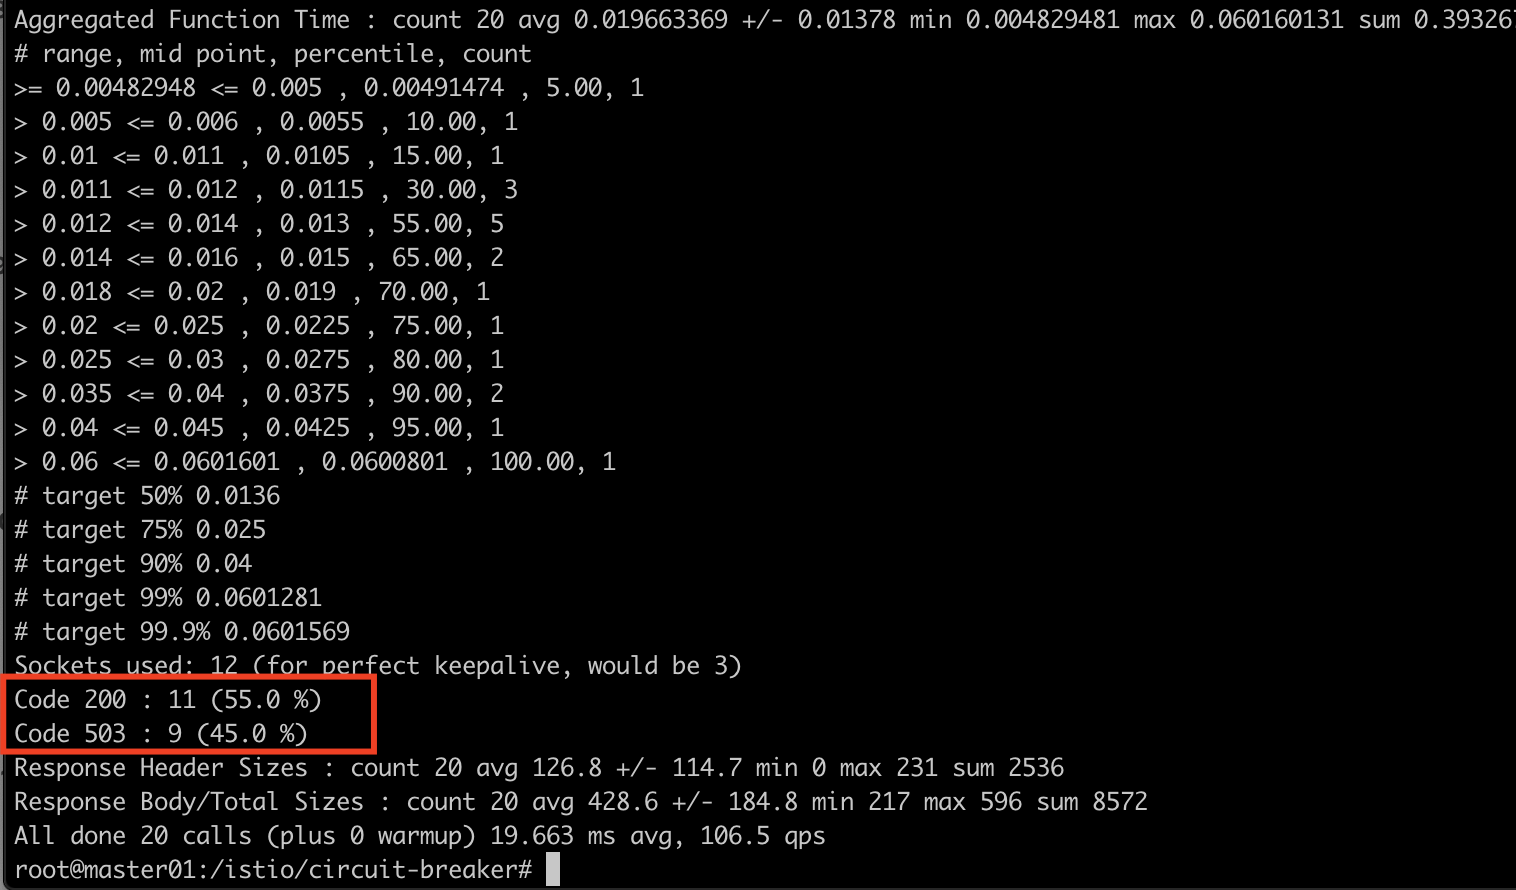 Aggregated Function Time : count 20 avg 0.019663369 +/- 0.01378 min 0.004829481 max 0.060160131 sum 0.39326
# range, mid point, percentile, count
>= 0.00482948 <= 0.005 , 0.00491474 , 5.00, 1
> 0.005 <= 0.006 , 0.0055 , 10.00, 1
> 0.01 <= 0.011 , 0.0105 , 15.00, 1
> 0.011 <= 0.012 , 0.0115 , 30.00, 3
> 0.012 <= 0.014 , 0.013 , 55.00, 5
> 0.014 <= 0.016 , 0.015 , 65.00, 2
> 0.018 <= 0.02 , 0.019 , 70.00, 1
> 0.02 <= 0.025 , 0.0225 , 75.00, 1
> 0.025 <= 0.03 , 0.0275 , 80.00, 1
> 0.035 <= 0.04 , 0.0375 , 90.00, 2
> 0.04 <= 0.045 , 0.0425 , 95.00, 1
> 0.06 <= 0.0601601 , 0.0600801 , 100.00, 1
# target 50% 0.0136
# target 75% 0.025
# target 90% 0.04
# target 99% 0.0601281
# target 99.9% 0.0601569
Sockets used: 12 (for perfect keepalive, would be 3)
Code 200 : 11 (55.0 %)
Code 503 : 9 (45.0 %)
Response Header Sizes : count 20 avg 126.8 +/- 114.7 min 0 max 231 sum 2536
Response Body/Total Sizes : count 20 avg 428.6 +/- 184.8 min 217 max 596 sum 8572
All done 20 calls (plus 0 warmup) 19.663 ms avg, 106.5 qps
root@master01:/istio/circuit-breaker#